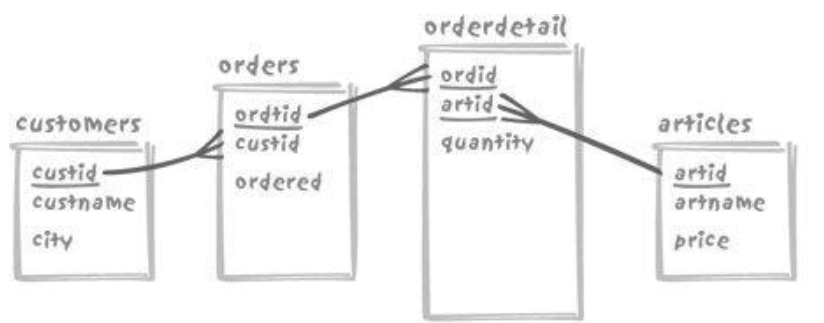 customers
custid
custname
city
orders
ordtid
custid
ordered
orderdetail
ordid
artid
quantity
articles
artid
artname
price